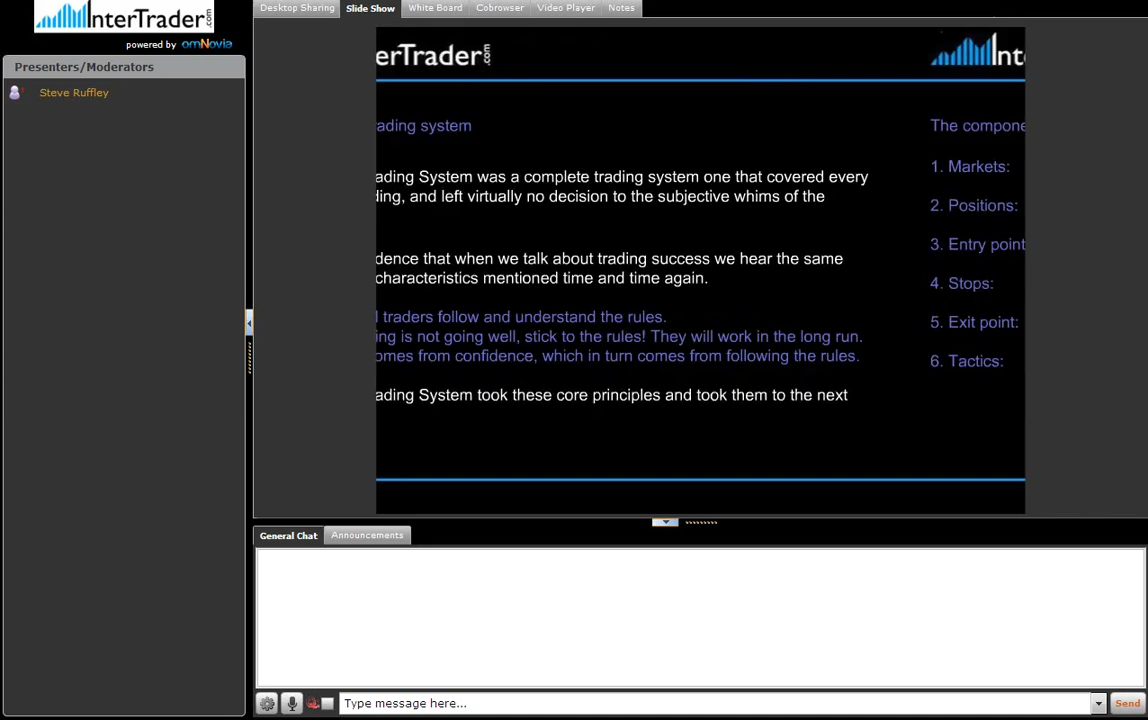 InterTrader.com
powered by omNovia
Presenters/Moderators
Steve Ruffley
Desktop Sharing
Slide Show
White Board
Cobrowser
Video Player
Notes
erTrader.com
ading system
ading System was a complete trading system one that covered every
ding, and left virtually no decision to the subjective whims of the
dence that when we talk about trading success we hear the same
characteristics mentioned time and time again.
l traders follow and understand the rules.
ing is not going well, stick to the rules! They will work in the long run.
omes from confidence, which in turn comes from following the rules.
ading System took these core principles and took them to the next
Int
The compone
1. Markets:
2. Positions:
3. Entry point
4. Stops:
5. Exit point:
6. Tactics:
General Chat
Announcements
Type message here...
Send